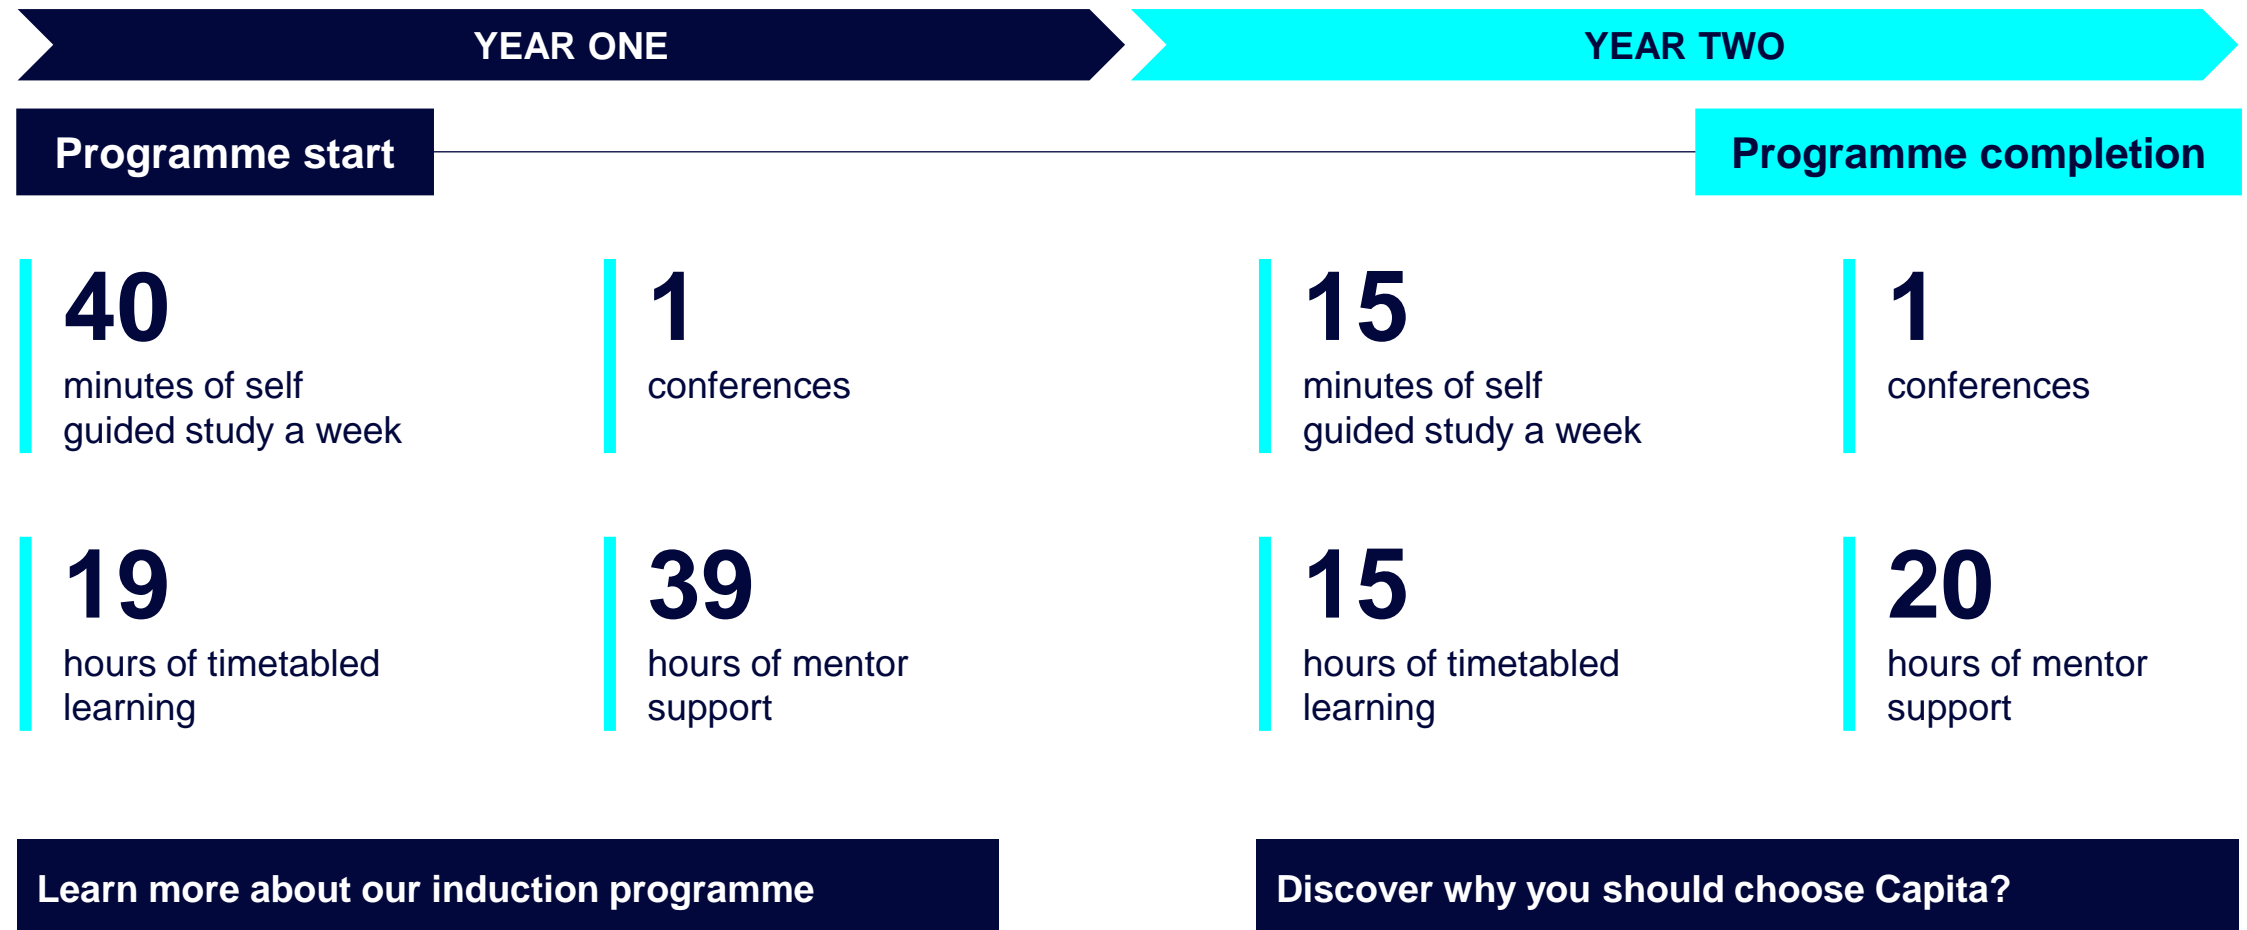 YEAR ONE
YEAR TWO
Programme start
Programme completion
40
minutes of self
guided study a week
1
conferences
15
minutes of self
guided study a week
1
conferences
19
hours of timetabled
learning
39
hours of mentor
support
15
hours of timetabled
learning
20
hours of mentor
support
Learn more about our induction programme
Discover why you should choose Capita?